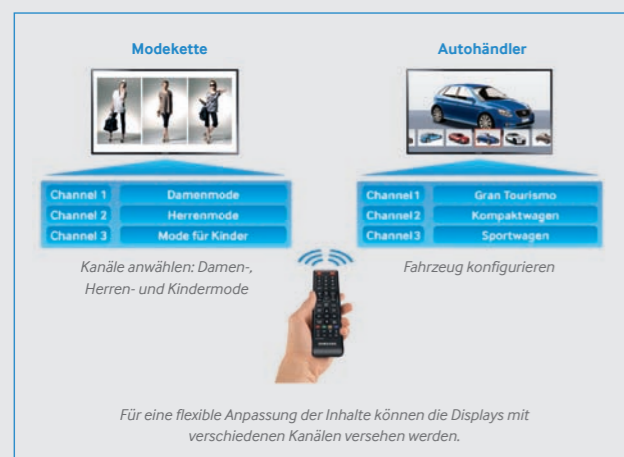 Modekette
Channel 1 Damenmode
Channel 2 Herrenmode
Channel 3 Mode für Kinder
Kanäle anwählen: Damen-,
Herren- und Kindermode
Autohändler
Channel 1 Gran Tourismo
Channel 2 Kompaktwagen
Channel 3 Sportwagen
Fahrzeug konfigurieren
Für eine flexible Anpassung der Inhalte können die Displays mit
verschiedenen Kanälen versehen werden.